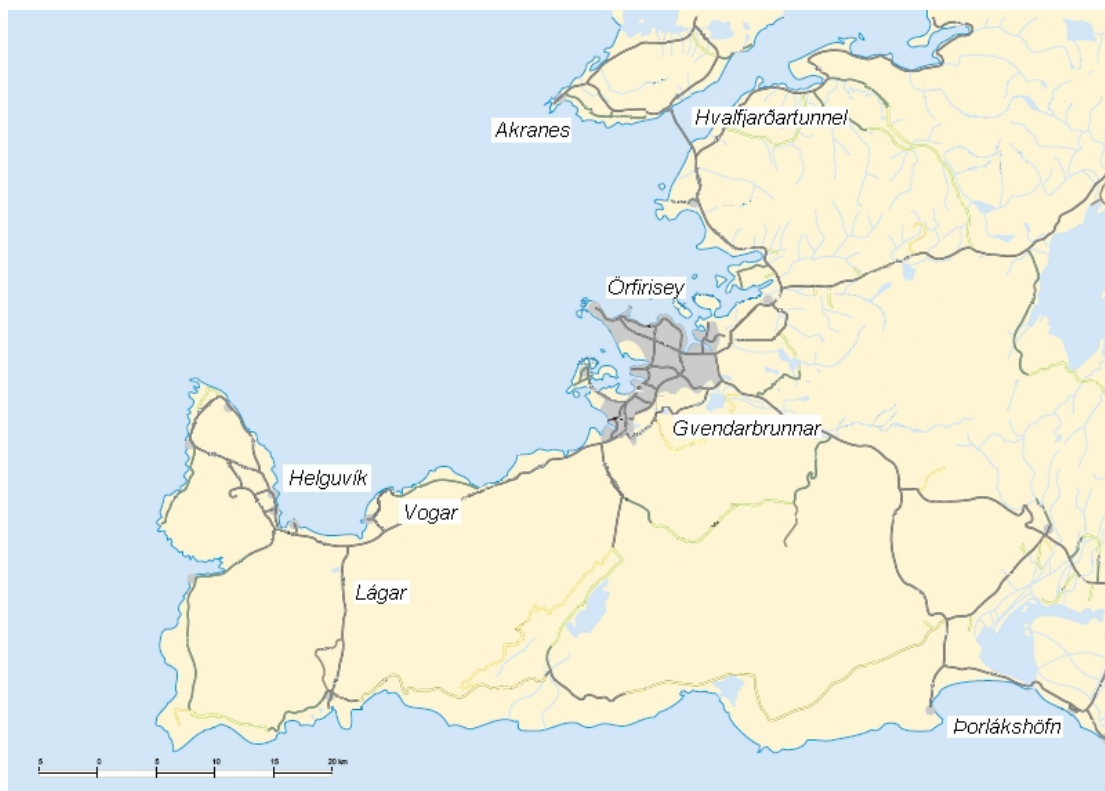 Akranes
Hvalfjarðartunnel
Örfirisey
Gvendarbrunnar
Helguvík
Vogar
Lágar
Þorlákshöfn
5 0 5 10 15 20 km